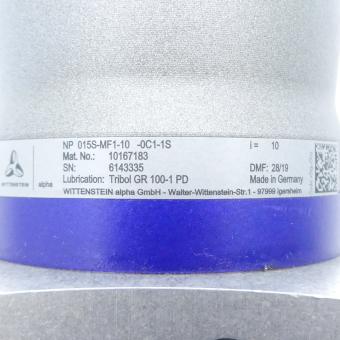 NP 015S-MF1-10 -0C1-1S i = 10
Mat. No.: 10167183
SN: 6143335 DMF: 28/19
Lubrication: Tribol GR 100-1 PD Made in Germany
WITTENSTEIN alpha GmbH - Walter-Wittenstein-Str.1 - 97999 Igersheim
WITTENSTEIN alpha